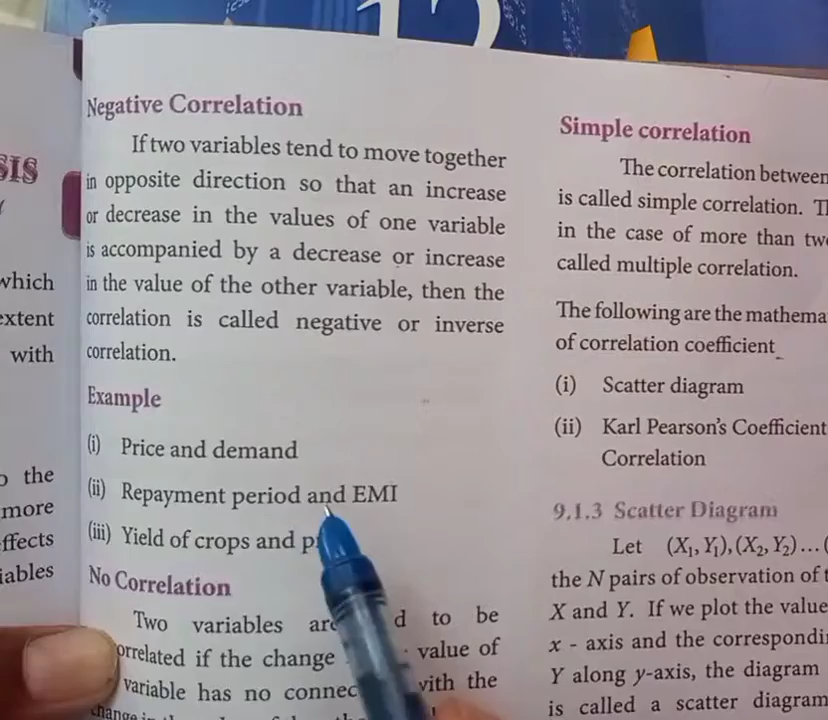 12
SIS
which
extent
with
the
more
ffects
iables
Negative Correlation
If two variables tend to move together
in opposite direction so that an increase
or decrease in the values of one variable
is accompanied by a decrease or increase
in the value of the other variable, then the
correlation is called negative or inverse
correlation.
Example
(i) Price and demand
(ii) Repayment period and EMI
(iii) Yield of crops and p
No Correlation
Two variables are d to be
orrelated if the change value of
variable has no connec with the
change in the
Simple correlation
The correlation between
is called simple correlation. T
in the case of more than two
called multiple correlation.
The following are the mathema
of correlation coefficient
(i) Scatter diagram
(ii) Karl Pearson's Coefficient
Correlation
9.1.3 Scatter Diagram
Let (X₁, Y₁), (X₂, Y₂) ... (
the N pairs of observation of t
X and Y. If we plot the value
x - axis and the correspondi
Y along y-axis, the diagram
is called a scatter diagram